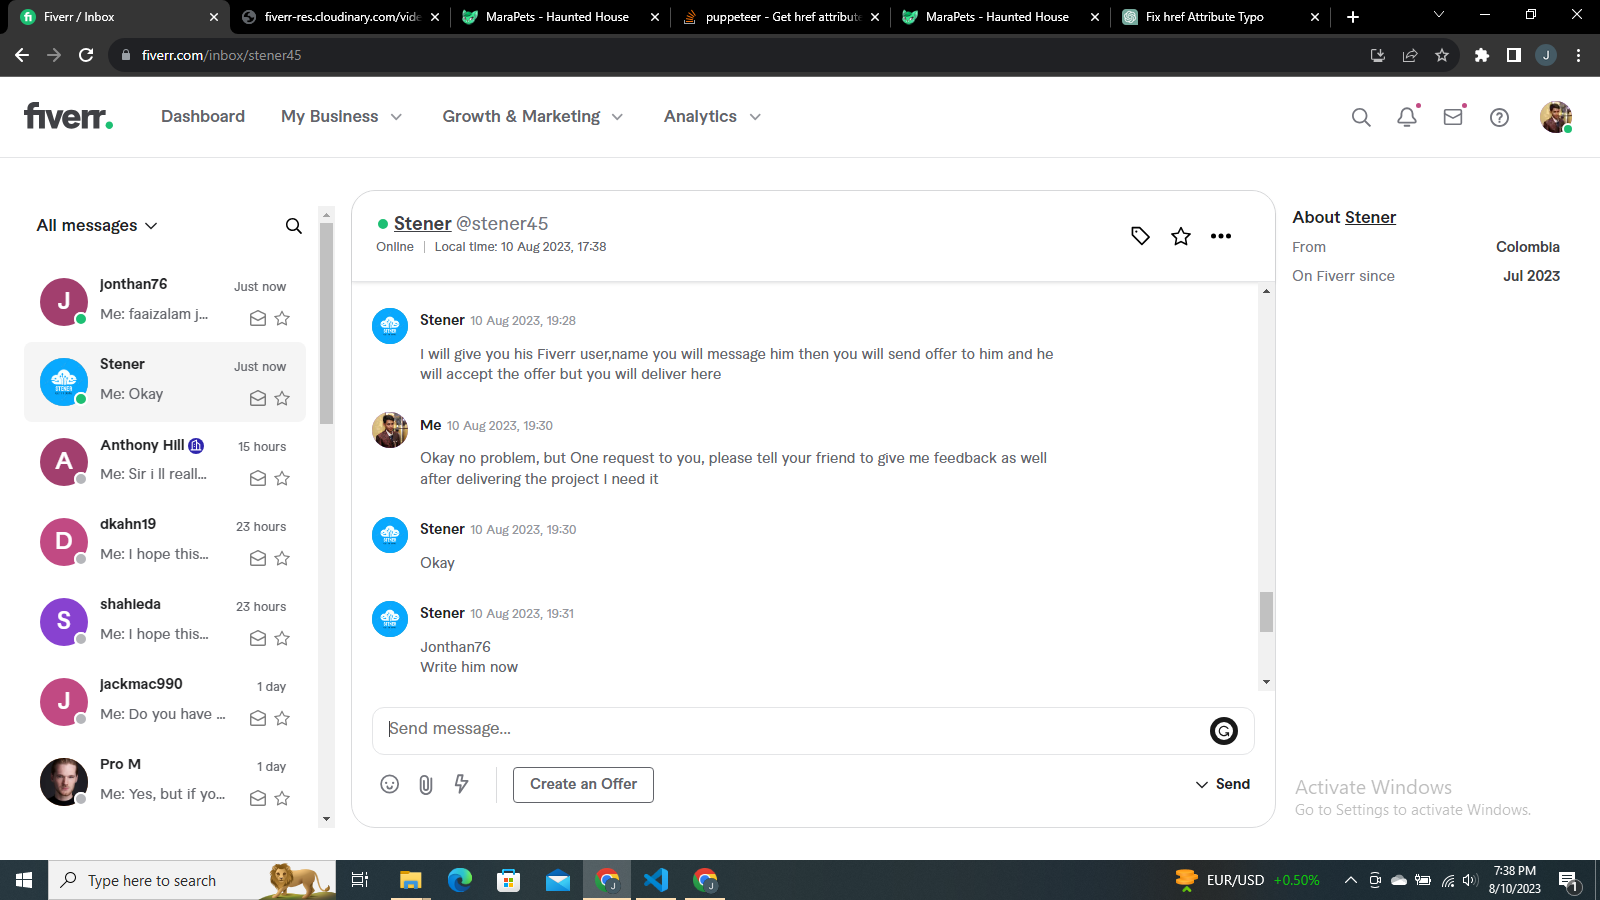 Fiverr / Inbox
fiverr-res.cloudinary.com/vide
MaraPets - Haunted House
puppeteer - Get href attribute
MaraPets - Haunted House
Fix href Attribute Typo
fiverr.com/inbox/stener45
J
fiverr.
Dashboard
My Business
Growth & Marketing
Analytics
All messages
J
jonthan76
Just now
Me: faaizalam j...
STENER
Stener
Just now
Me: Okay
A
Anthony Hill
15 hours
Me: Sir i ll reall...
D
dkahn19
23 hours
Me: I hope this...
S
shahieda
23 hours
Me: I hope this...
J
jackmac990
1 day
Me: Do you have ...
Pro M
1 day
Me: Yes, but if yo...
Stener @stener45
Online
Local time: 10 Aug 2023, 17:38
Stener 10 Aug 2023, 19:28
I will give you his Fiverr user,name you will message him then you will send offer to him and he
will accept the offer but you will deliver here
Me 10 Aug 2023, 19:30
Okay no problem, but One request to you, please tell your friend to give me feedback as well
after delivering the project I need it
Stener 10 Aug 2023, 19:30
Okay
Stener 10 Aug 2023, 19:31
Jonthan76
Write him now
Send message...
Create an Offer
Send
About Stener
From
Colombia
On Fiverr since
Jul 2023
Activate Windows
Go to Settings to activate Windows.
Type here to search
EUR/USD +0.50%
7:38 PM
8/10/2023
1